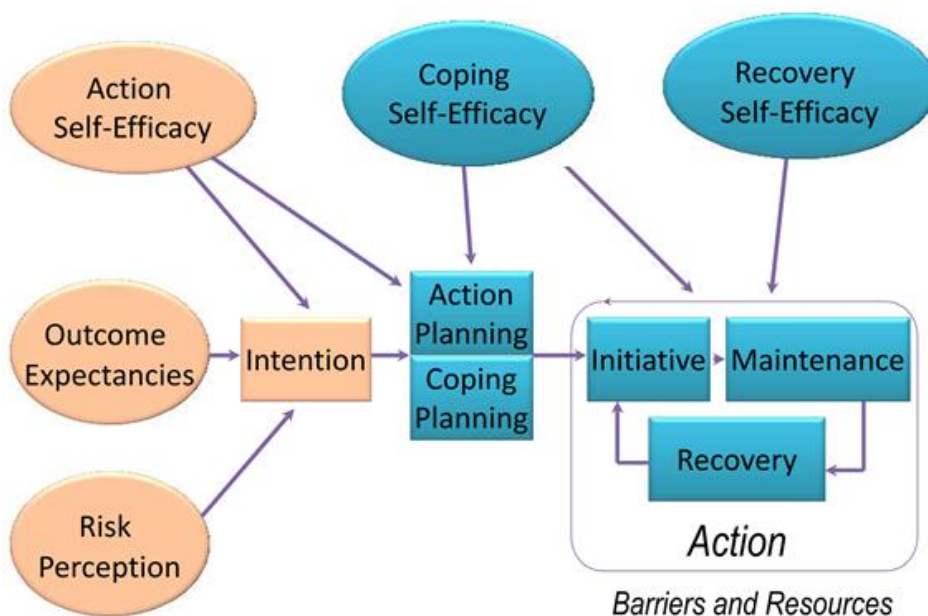 Action
Self-Efficacy
Coping
Self-Efficacy
Recovery
Self-Efficacy
Outcome
Expectancies
Intention
Action
Planning
Coping
Planning
Initiative
Maintenance
Recovery
Risk
Perception
Action
Barriers and Resources